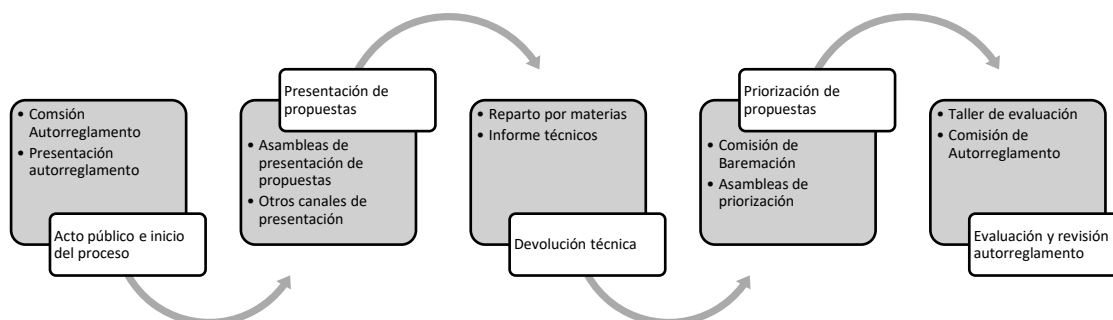 • Comsión
Autorreglamento
• Presentación
autorreglamento
Acto público e inicio
del proceso
Presentación de
propuestas
• Asambleas de
presentación de
propuestas
• Otros canales de
presentación
• Reparto por materias
• Informe técnicos
Devolución técnica
Priorización de
propuestas
• Comisión de
Baremación
• Asambleas de
priorización
• Taller de evaluación
• Comisión de
Autorreglamento
Evaluación y revisión
autorreglamento